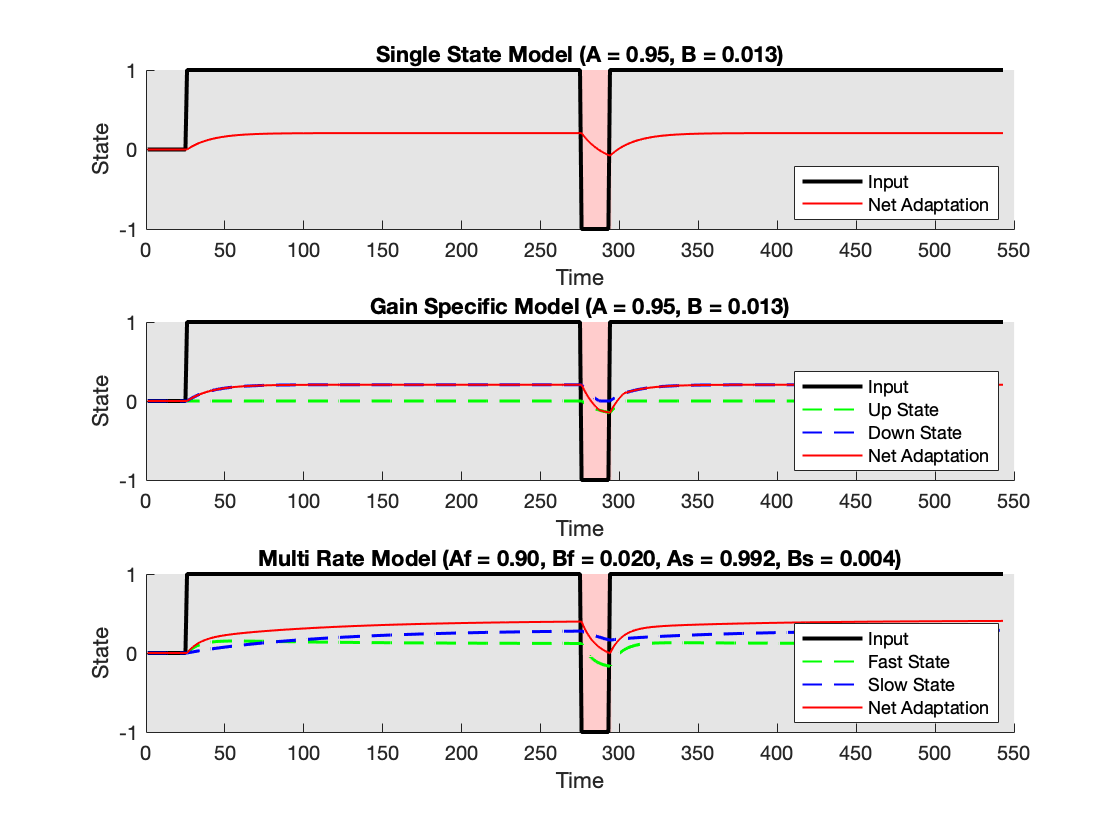 Single State Model (A = 0.95, B = 0.013)
1
0
-1
State
0 50 100 150 200 250 300 350 400 450 500 550
Time
Input
Net Adaptation
Gain Specific Model (A = 0.95, B = 0.013)
1
0
-1
State
0 50 100 150 200 250 300 350 400 450 500 550
Time
Input
Up State
Down State
Net Adaptation
Multi Rate Model (Af = 0.90, Bf = 0.020, As = 0.992, Bs = 0.004)
1
0
-1
State
0 50 100 150 200 250 300 350 400 450 500 550
Time
Input
Fast State
Slow State
Net Adaptation